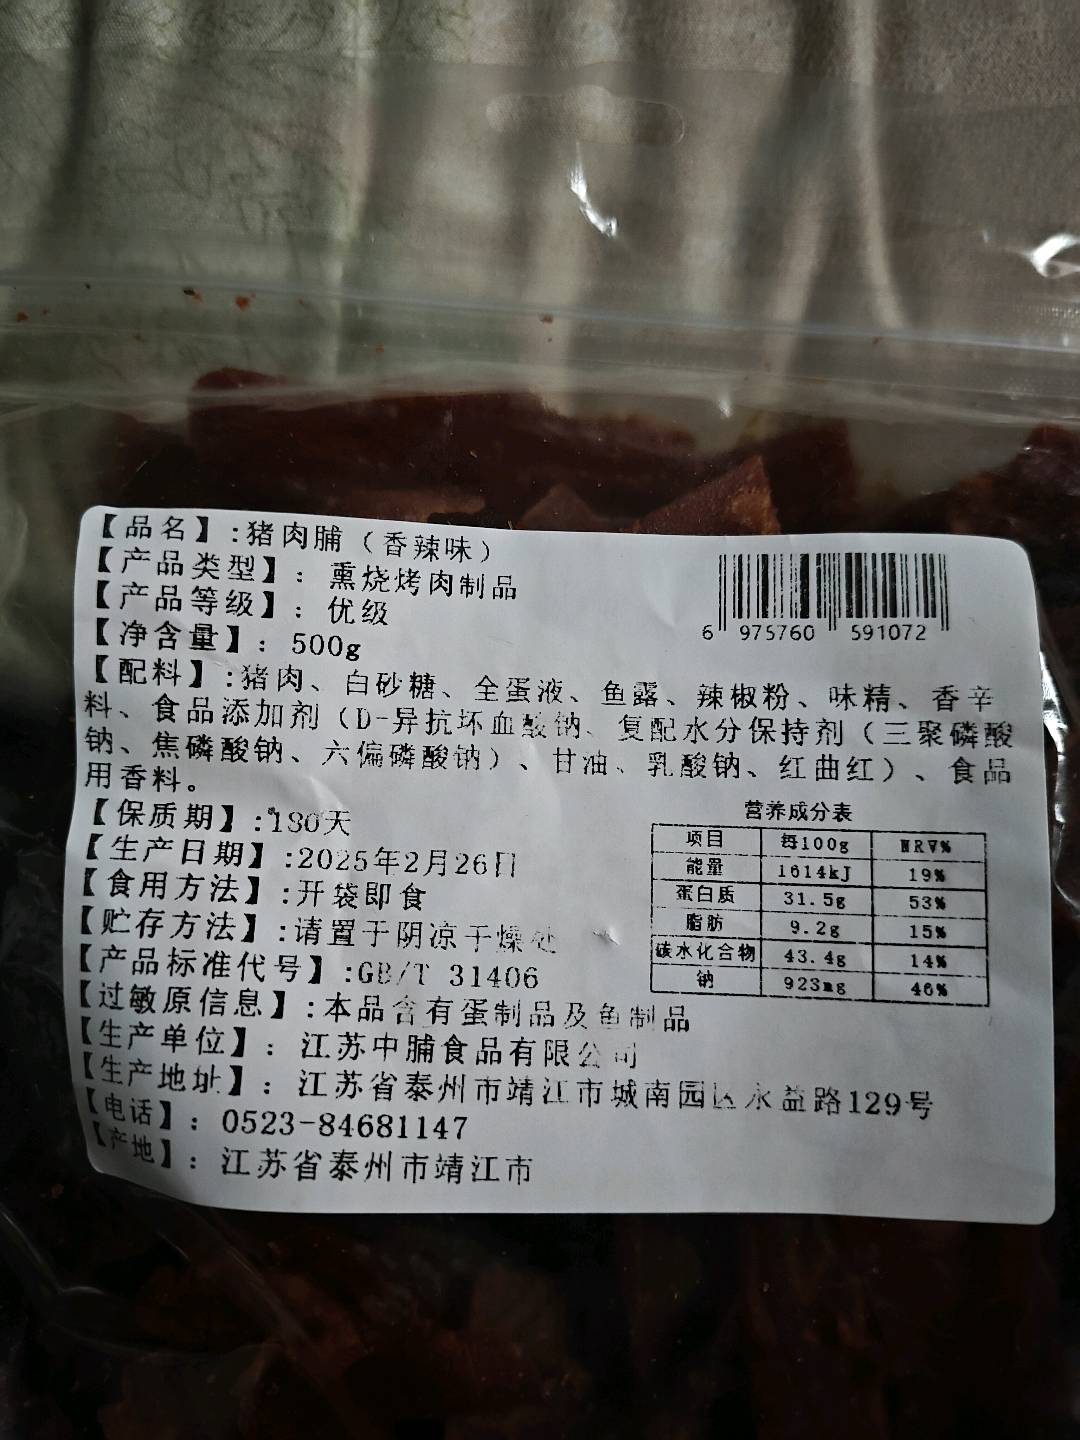 【品名】:猪肉脯（香辣味）
【产品类型】: 熏烧烤肉制品
【产品等级】: 优级
【净含量】: 500g
【配料】:猪肉、白砂糖、全蛋液、鱼露、辣椒粉、味精、香辛
料、食品添加剂（D-异抗坏血酸钠、复配水分保持剂（三聚磷酸
钠、焦磷酸钠、六偏磷酸钠）、甘油、乳酸钠、红曲红）、食品
用香料。
【保质期】:180天
【生产日期】:2025年2月26日
【食用方法】:开袋即食
【贮存方法】:请置于阴凉干燥处
【产品标准代号】:GB/T 31406
【过敏原信息】:本品含有蛋制品及鱼制品
【生产单位】: 江苏中脯食品有限公司
【生产地址】: 江苏省泰州市靖江市城南园区永益路129号
【电话】: 0523-84681147
【产地】: 江苏省泰州市靖江市
6 975760 591072
营养成分表
项目 每100g NRV%
能量 1614kJ 19%
蛋白质 31.5g 53%
脂肪 9.2g 15%
碳水化合物 43.4g 14%
钠 923mg 46%